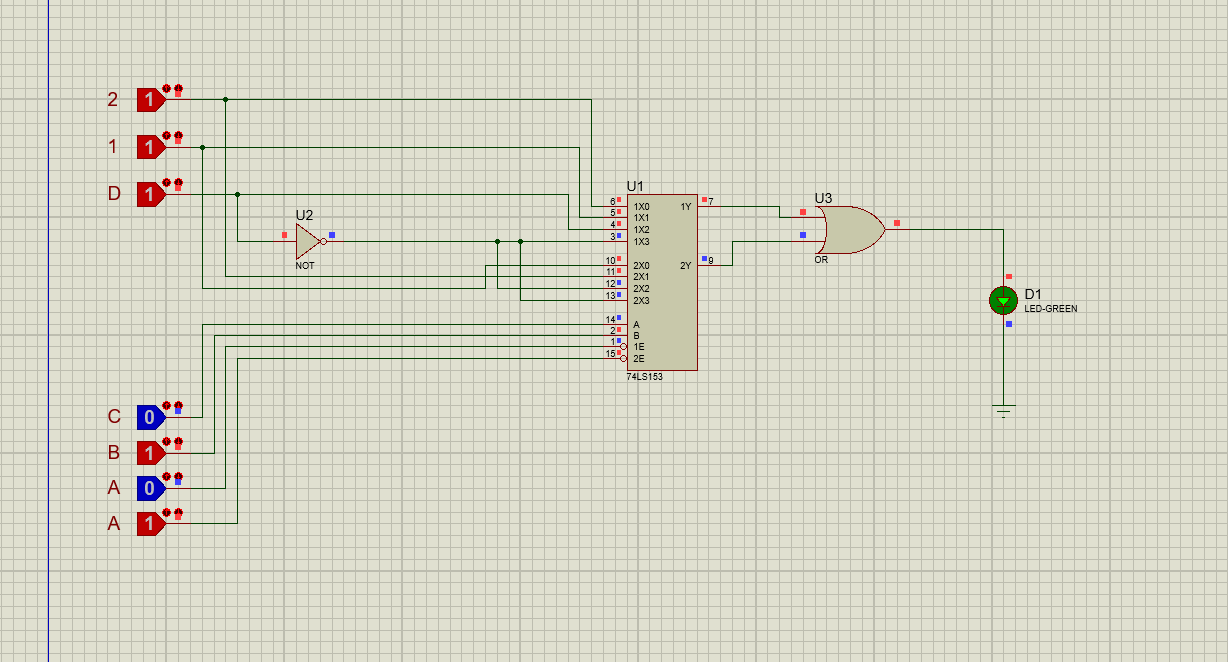 2 1
1 1
D 1
U2
NOT
U1
6 1X0 1Y 7
5 1X1
4 1X2
3 1X3
10 2X0 2Y 9
11 2X1
12 2X2
13 2X3
14 A
2 B
1 1E
15 2E
74LS153
U3
OR
D1
LED-GREEN
C 0
B 1
A 0
A 1